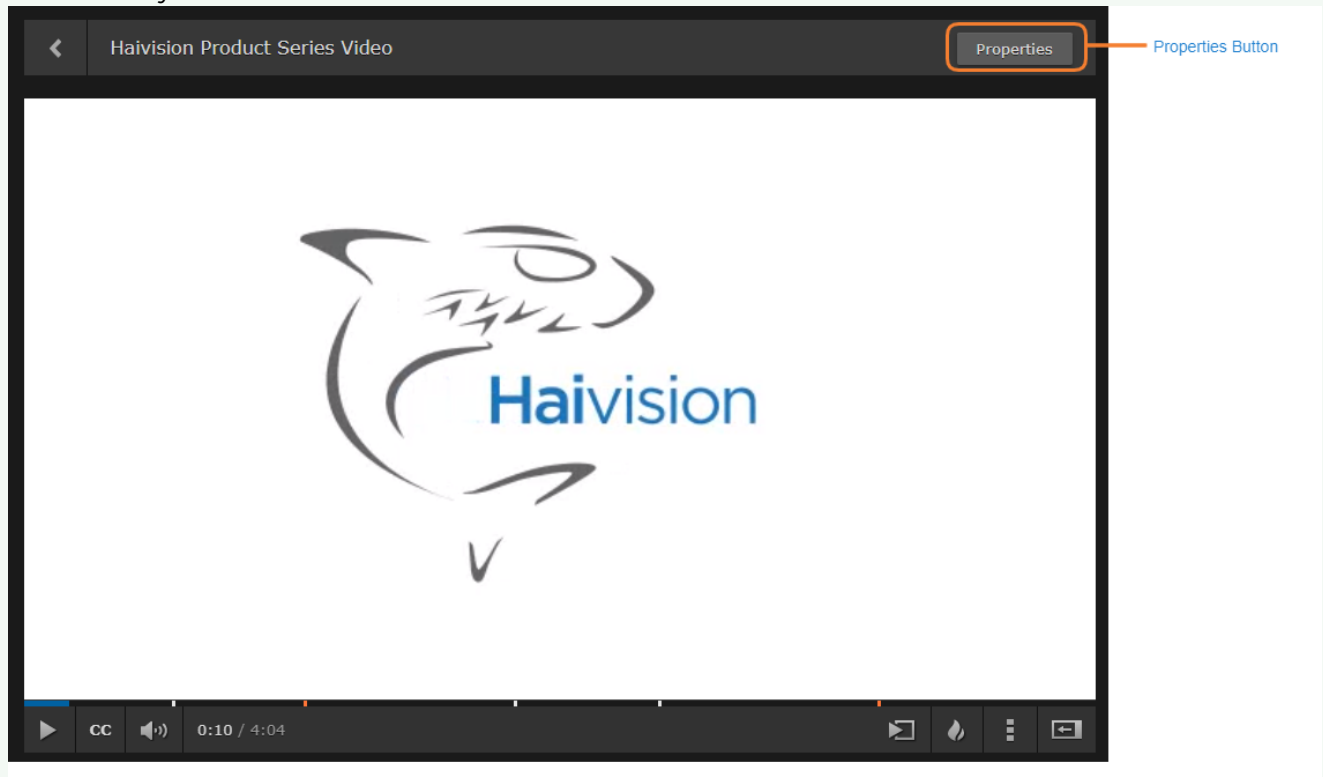 Haivision Product Series Video
Properties
Properties Button
Haivision
CC
0:10 / 4:04